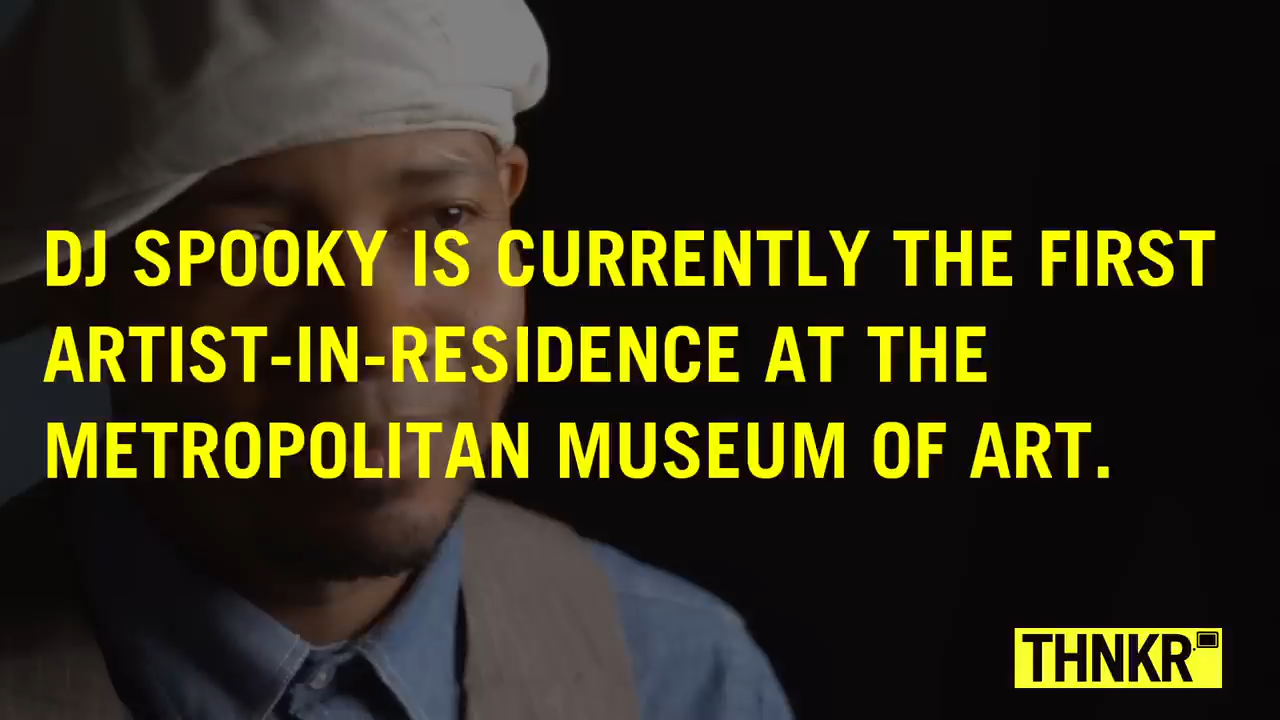 DJ SPOOKY IS CURRENTLY THE FIRST
ARTIST-IN-RESIDENCE AT THE
METROPOLITAN MUSEUM OF ART.
THNKR